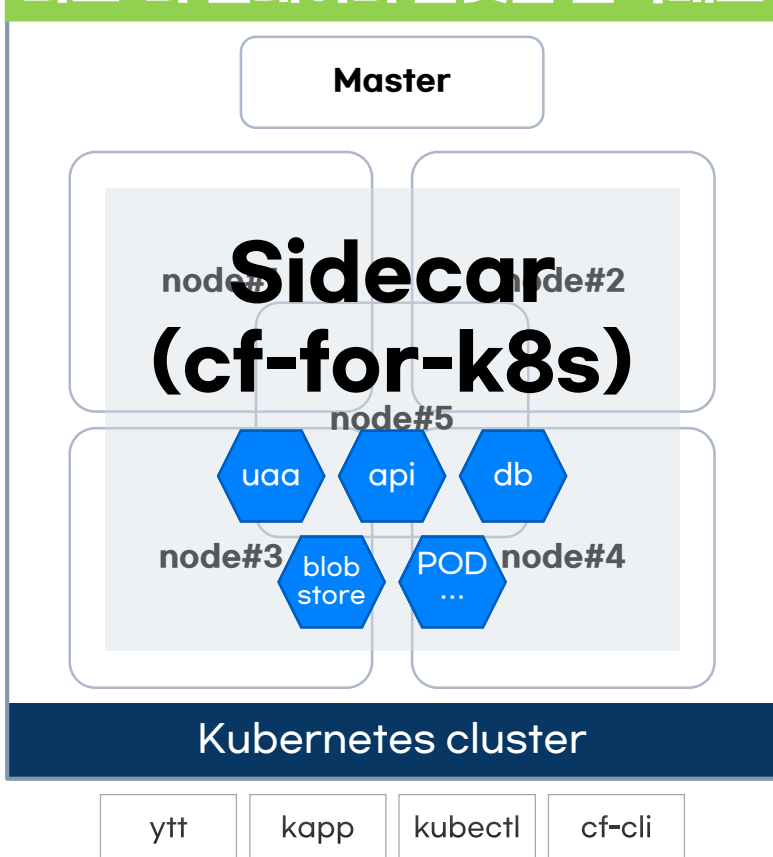 Master
node#1
node#2
Sidecar
(cf-for-k8s)
node#5
uaa
api
db
node#3
node#4
blob
store
POD
...
Kubernetes cluster
ytt
kapp
kubectl
cf-cli